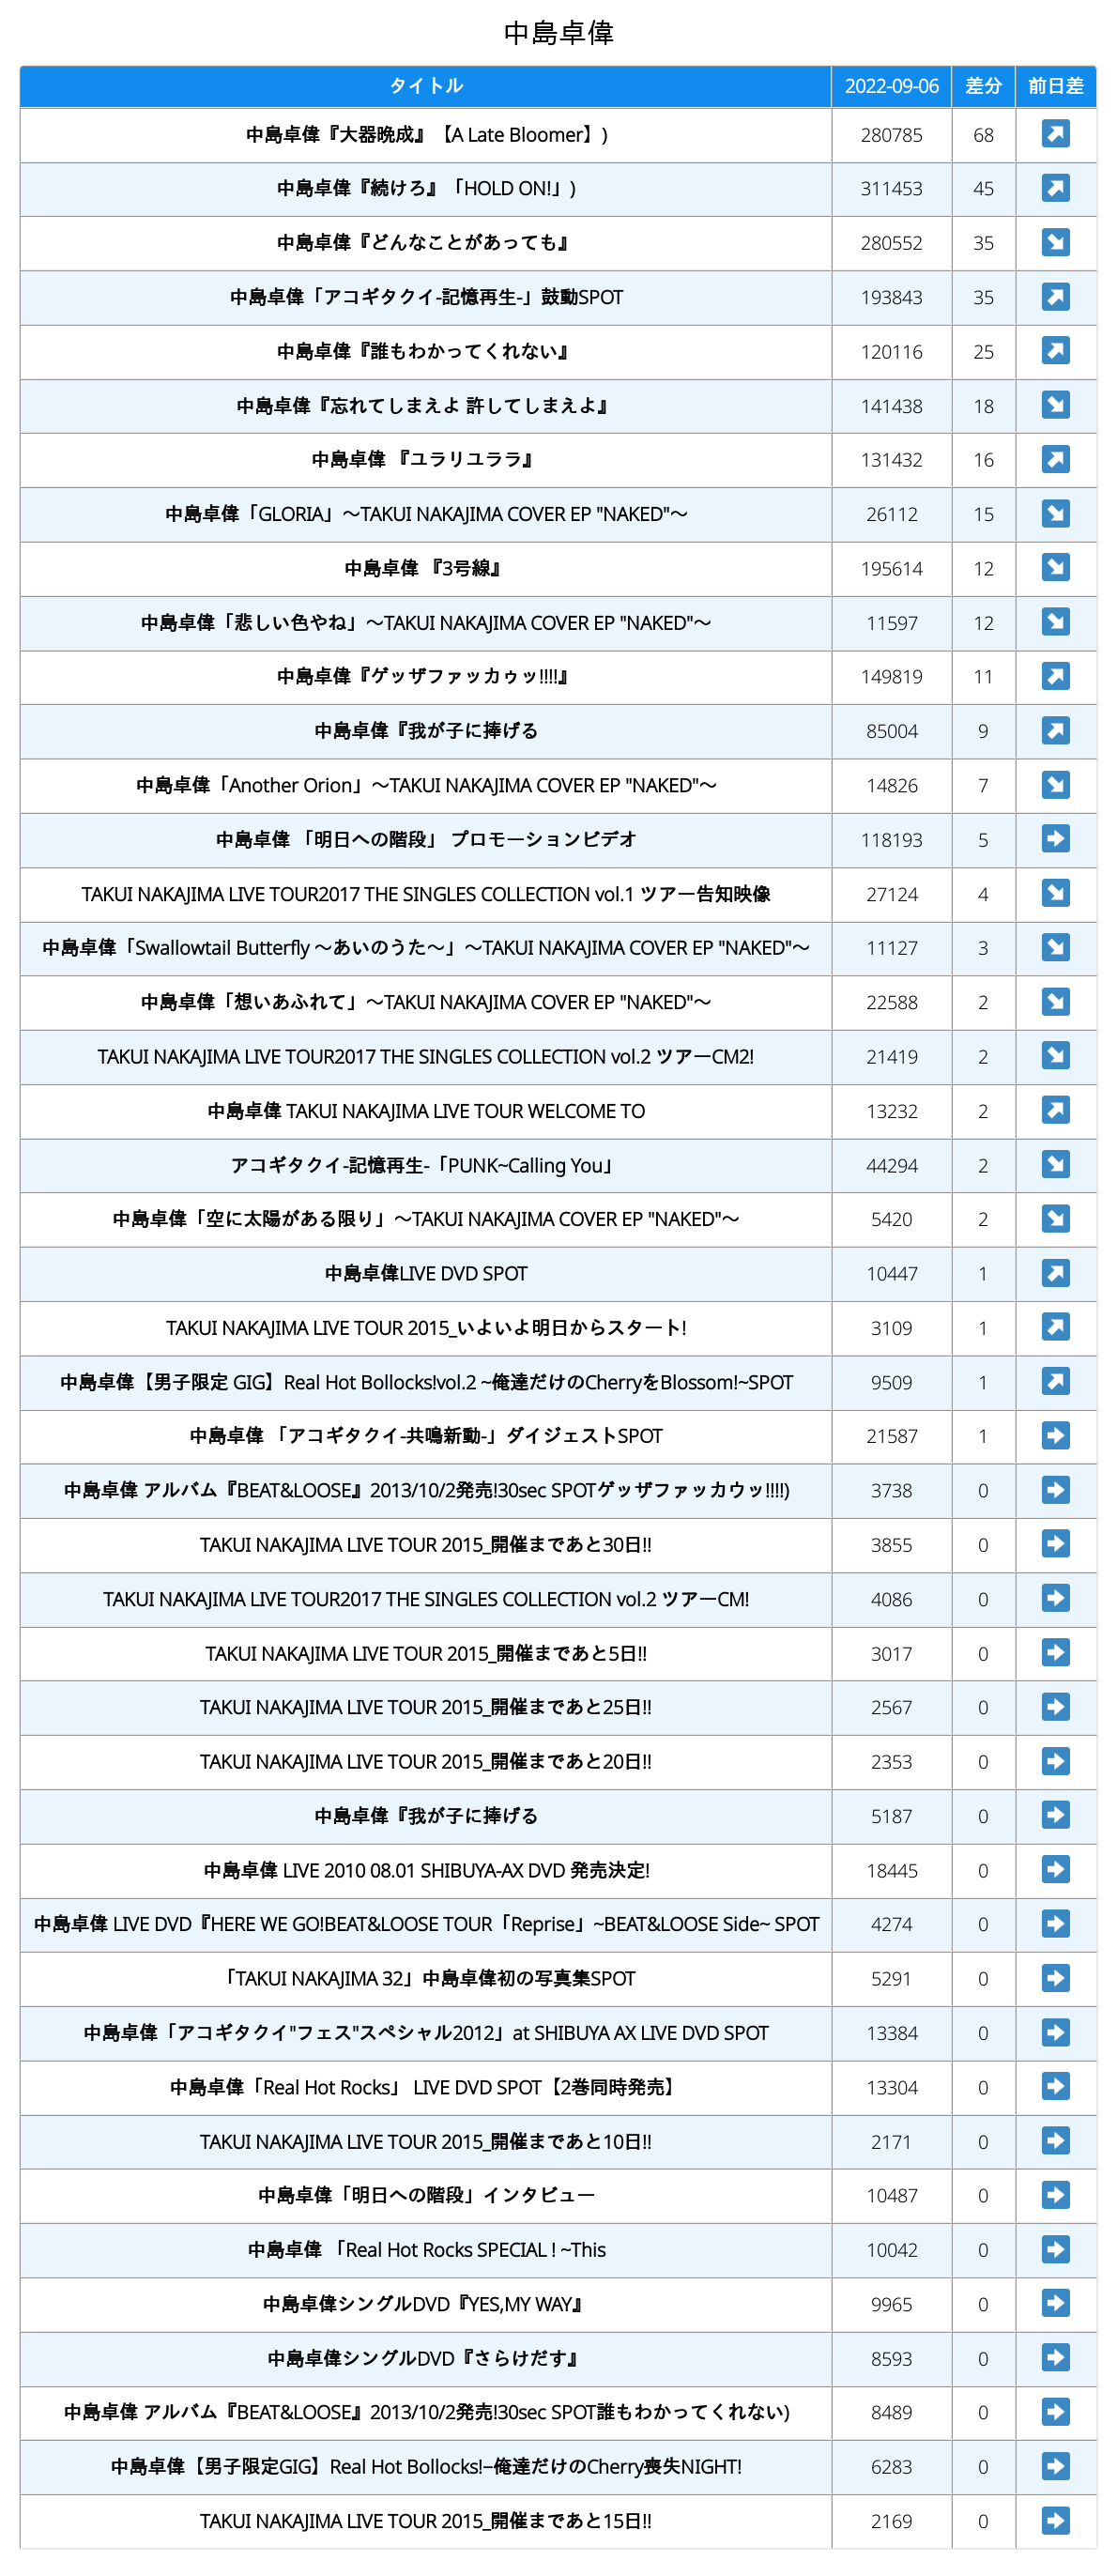 中島卓偉
タイトル 2022-09-06 差分 前日差
中島卓偉『大器晩成』【A Late Bloomer】) 280785 68 ↗
中島卓偉『続けろ』「HOLD ON!」) 311453 45 ↗
中島卓偉『どんなことがあっても』 280552 35 ↘
中島卓偉「アコギタクイ-記憶再生-」鼓動SPOT 193843 35 ↗
中島卓偉『誰もわかってくれない』 120116 25 ↗
中島卓偉『忘れてしまえよ 許してしまえよ』 141438 18 ↘
中島卓偉 『ユラリユララ』 131432 16 ↗
中島卓偉「GLORIA」〜TAKUI NAKAJIMA COVER EP "NAKED"〜 26112 15 ↘
中島卓偉 『3号線』 195614 12 ↘
中島卓偉「悲しい色やね」〜TAKUI NAKAJIMA COVER EP "NAKED"〜 11597 12 ↘
中島卓偉『ゲッザファッカゥッ!!!!』 149819 11 ↗
中島卓偉『我が子に捧げる 85004 9 ↗
中島卓偉「Another Orion」〜TAKUI NAKAJIMA COVER EP "NAKED"〜 14826 7 ↘
中島卓偉 「明日への階段」 プロモーションビデオ 118193 5 ➡
TAKUI NAKAJIMA LIVE TOUR2017 THE SINGLES COLLECTION vol.1 ツアー告知映像 27124 4 ↘
中島卓偉「Swallowtail Butterfly 〜あいのうた〜」〜TAKUI NAKAJIMA COVER EP "NAKED"〜 11127 3 ↘
中島卓偉「想いあふれて」〜TAKUI NAKAJIMA COVER EP "NAKED"〜 22588 2 ↘
TAKUI NAKAJIMA LIVE TOUR2017 THE SINGLES COLLECTION vol.2 ツアーCM2! 21419 2 ↘
中島卓偉 TAKUI NAKAJIMA LIVE TOUR WELCOME TO 13232 2 ↗
アコギタクイ-記憶再生-「PUNK~Calling You」 44294 2 ↘
中島卓偉「空に太陽がある限り」〜TAKUI NAKAJIMA COVER EP "NAKED"〜 5420 2 ↘
中島卓偉LIVE DVD SPOT 10447 1 ↗
TAKUI NAKAJIMA LIVE TOUR 2015_いよいよ明日からスタート! 3109 1 ↗
中島卓偉【男子限定 GIG】Real Hot Bollocks!vol.2 ~俺達だけのCherryをBlossom!~SPOT 9509 1 ↗
中島卓偉 「アコギタクイ-共鳴新動-」ダイジェストSPOT 21587 1 ➡
中島卓偉 アルバム『BEAT&LOOSE』2013/10/2発売!30sec SPOTゲッザファッカウッ!!!!) 3738 0 ➡
TAKUI NAKAJIMA LIVE TOUR 2015_開催まであと30日!! 3855 0 ➡
TAKUI NAKAJIMA LIVE TOUR2017 THE SINGLES COLLECTION vol.2 ツアーCM! 4086 0 ➡
TAKUI NAKAJIMA LIVE TOUR 2015_開催まであと5日!! 3017 0 ➡
TAKUI NAKAJIMA LIVE TOUR 2015_開催まであと25日!! 2567 0 ➡
TAKUI NAKAJIMA LIVE TOUR 2015_開催まであと20日!! 2353 0 ➡
中島卓偉『我が子に捧げる 5187 0 ➡
中島卓偉 LIVE 2010 08.01 SHIBUYA-AX DVD 発売決定! 18445 0 ➡
中島卓偉 LIVE DVD『HERE WE GO!BEAT&LOOSE TOUR「Reprise」~BEAT&LOOSE Side~ SPOT 4274 0 ➡
「TAKUI NAKAJIMA 32」中島卓偉初の写真集SPOT 5291 0 ➡
中島卓偉「アコギタクイ"フェス"スペシャル2012」at SHIBUYA AX LIVE DVD SPOT 13384 0 ➡
中島卓偉「Real Hot Rocks」 LIVE DVD SPOT【2巻同時発売】 13304 0 ➡
TAKUI NAKAJIMA LIVE TOUR 2015_開催まであと10日!! 2171 0 ➡
中島卓偉「明日への階段」インタビュー 10487 0 ➡
中島卓偉 「Real Hot Rocks SPECIAL ! ~This 10042 0 ➡
中島卓偉シングルDVD『YES,MY WAY』 9965 0 ➡
中島卓偉シングルDVD『さらけだす』 8593 0 ➡
中島卓偉 アルバム『BEAT&LOOSE』2013/10/2発売!30sec SPOT誰もわかってくれない) 8489 0 ➡
中島卓偉【男子限定GIG】Real Hot Bollocks!−俺達だけのCherry喪失NIGHT! 6283 0 ➡
TAKUI NAKAJIMA LIVE TOUR 2015_開催まであと15日!! 2169 0 ➡